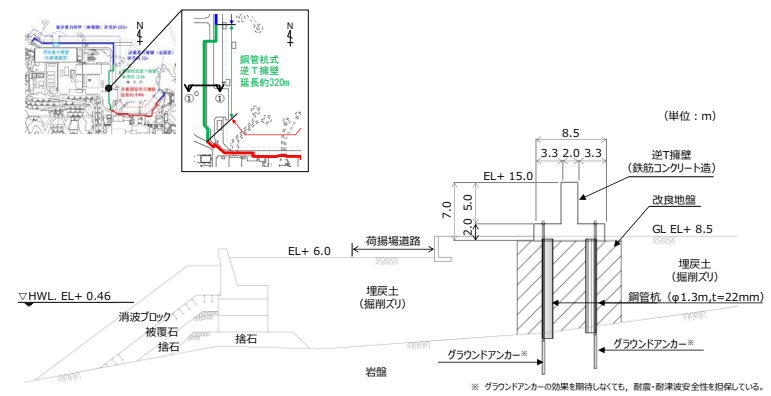 N
N
鋼管杭式
逆T擁壁
延長約320m
①
①
(単位:m)
8.5
3.3 2.0 3.3
逆T擁壁
(鉄筋コンクリート造)
EL+ 15.0
改良地盤
7.0
5.0
2.0
GL EL+ 8.5
荷揚場道路
EL+ 6.0
埋戻土
(掘削ズリ)
埋戻土
(掘削ズリ)
▽HWL. EL+ 0.46
鋼管杭(φ1.3m,t=22mm)
消波ブロック
被覆石
捨石
捨石
グラウンドアンカー※
グラウンドアンカー※
岩盤
※ グラウンドアンカーの効果を期待しなくても,耐震・耐津波安全性を担保している。